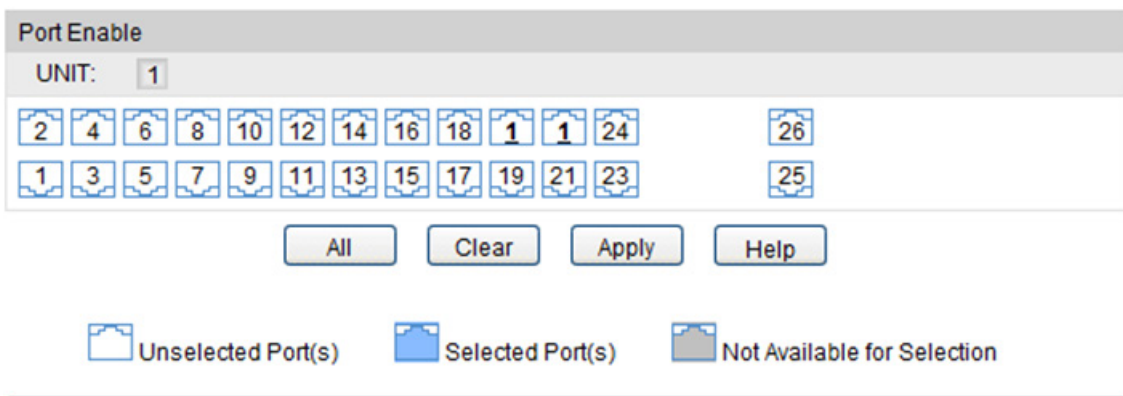 Port Enable
UNIT: 1
2 4 6 8 10 12 14 16 18 1 1 24 26
1 3 5 7 9 11 13 15 17 19 21 23 25
All Clear Apply Help
Unselected Port(s) Selected Port(s) Not Available for Selection